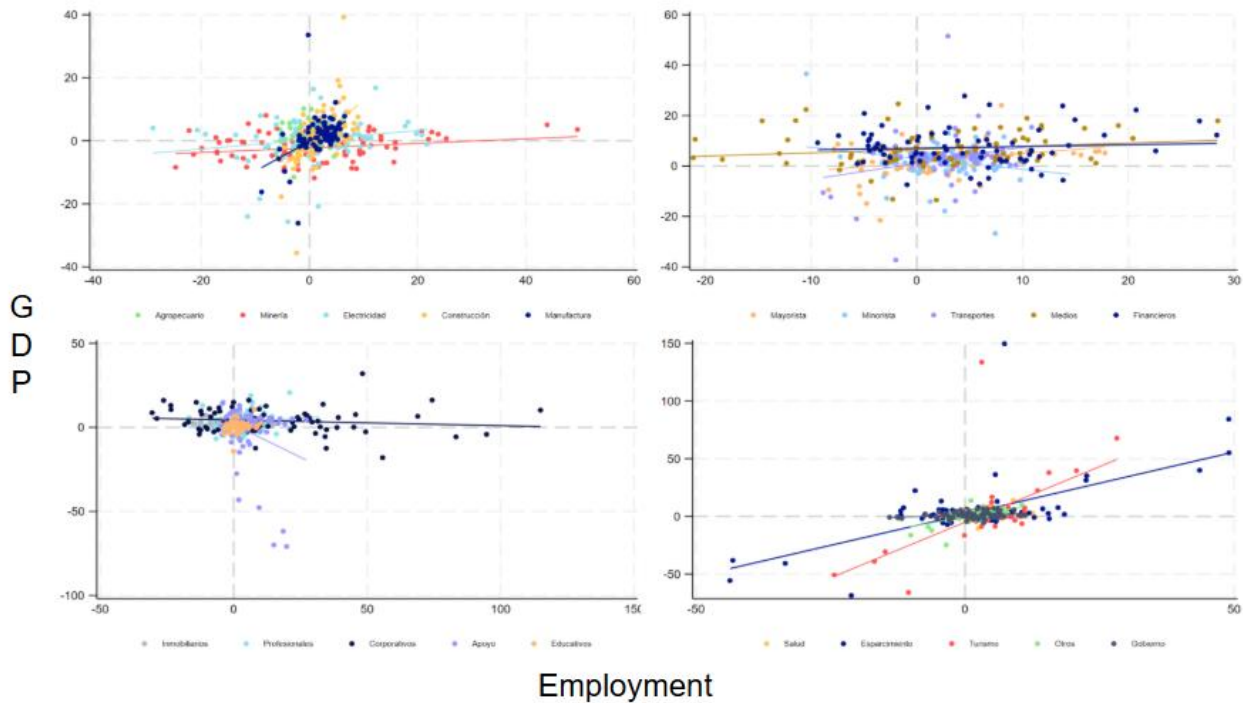 40
20
0
-20
-40
-40 -20 0 20 40 60
Agropecuario Minería Electricidad Construcción Manufactura
60
40
20
0
-20
-40
-20 -10 0 10 20 30
Mayorista Minorista Transportes Medios Financieros
G
D
P
50
0
-50
-100
-50 0 50 100 150
Inmobiliarios Profesionales Corporativos Apoyo Educativos
150
100
50
0
-50
-50 0 50
Salud Esparcimiento Turismo Otros Gobierno
Employment